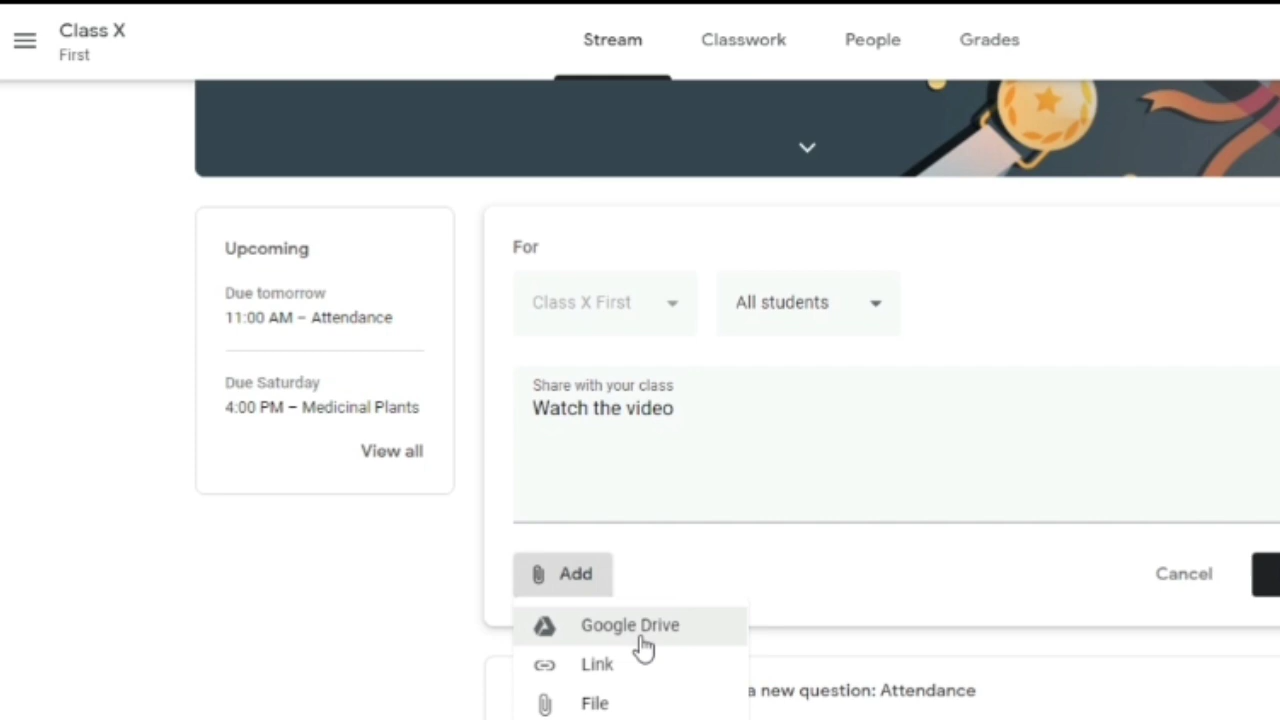 Class X
First
Stream
Classwork
People
Grades
Upcoming
Due tomorrow
11:00 AM – Attendance
Due Saturday
4:00 PM – Medicinal Plants
View all
For
Class X First
All students
Share with your class
Watch the video
Add
Cancel
Google Drive
Link
File
a new question: Attendance